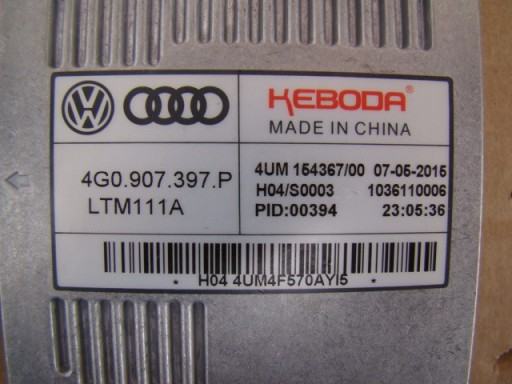 KEBODA
MADE IN CHINA
4G0.907.397.P
LTM111A
4UM 154367/00 07-05-2015
H04/S0003 1036110006
PID:00394 23:05:36
* H04 4UM4F570AYI5 *